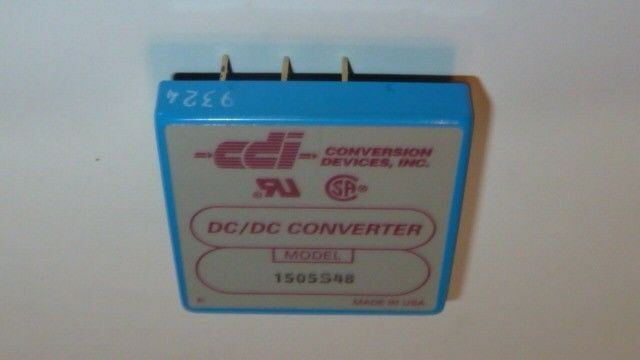 9324
cdi
CONVERSION
DEVICES, INC.
DC/DC CONVERTER
MODEL
1505S48
MADE IN USA